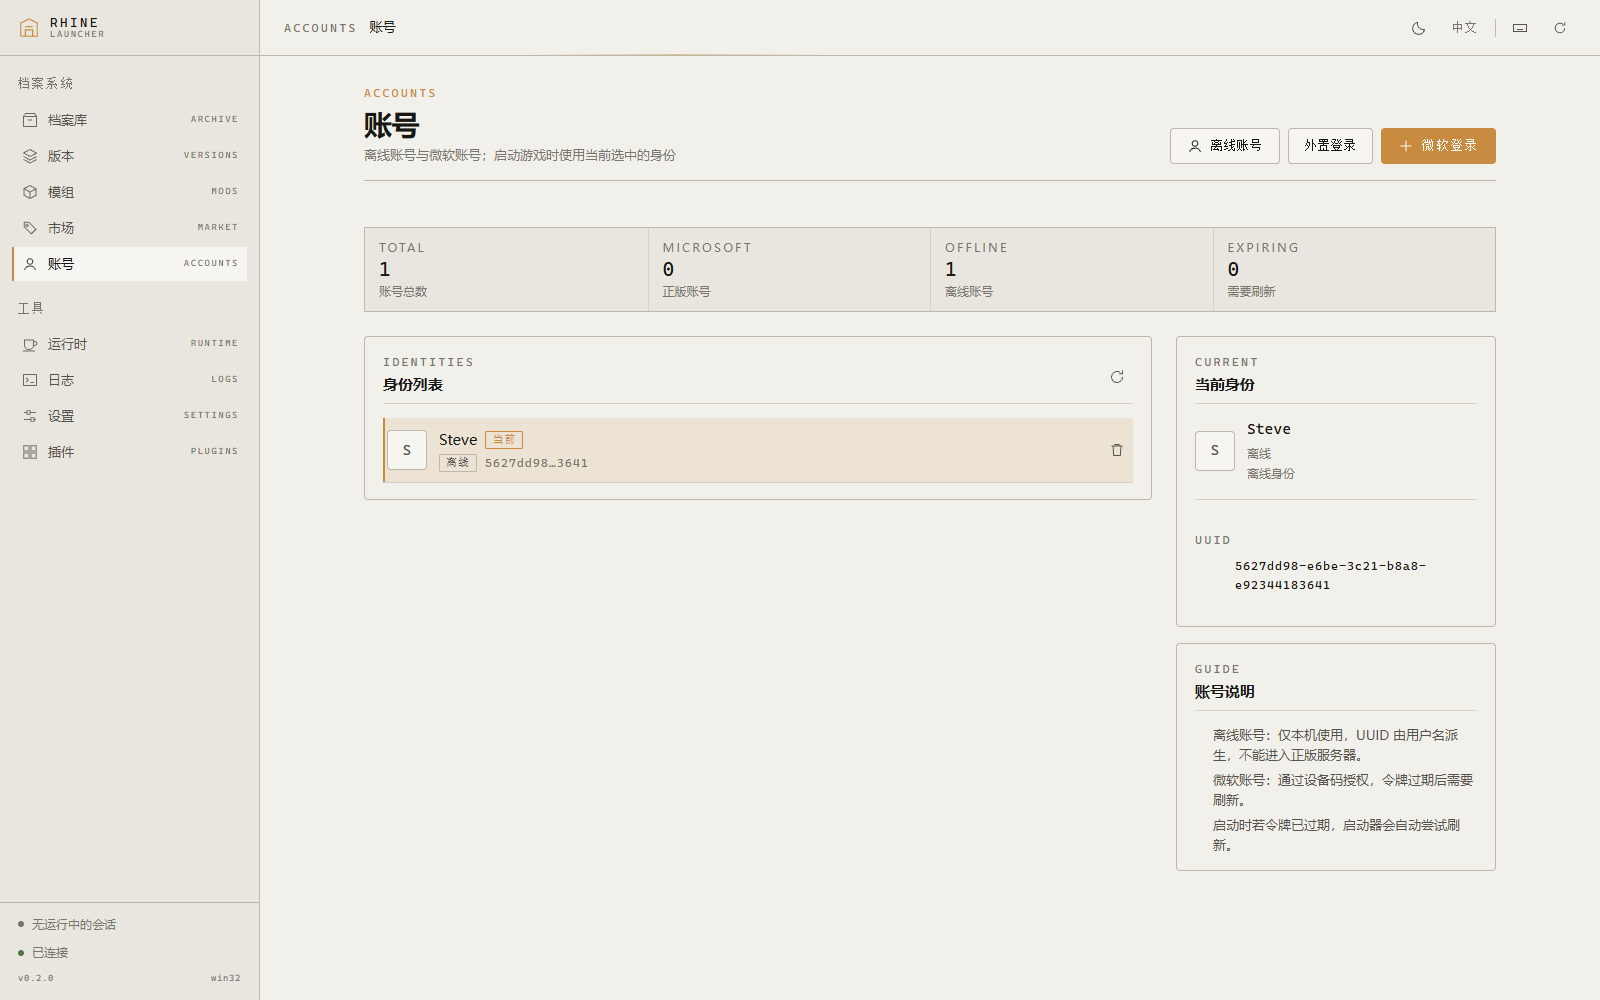 RHINE
LAUNCHER
ACCOUNTS 账号
中文
档案系统
档案库 ARCHIVE
版本 VERSIONS
模组 MODS
市场 MARKET
账号 ACCOUNTS
工具
运行时 RUNTIME
日志 LOGS
设置 SETTINGS
插件 PLUGINS
无运行中的会话
已连接
v0.2.0 win32
ACCOUNTS
账号
离线账号与微软账号；启动游戏时使用当前选中的身份
离线账号
外置登录
微软登录
TOTAL
1
账号总数
MICROSOFT
0
正版账号
OFFLINE
1
离线账号
EXPIRING
0
需要刷新
IDENTITIES
身份列表
S
Steve 当前
离线 5627dd98…3641
CURRENT
当前身份
S
Steve
离线
离线身份
UUID
5627dd98-e6be-3c21-b8a8-
e92344183641
GUIDE
账号说明
离线账号：仅本机使用，UUID 由用户名派
生，不能进入正版服务器。
微软账号：通过设备码授权，令牌过期后需要
刷新。
启动时若令牌已过期，启动器会自动尝试刷
新。